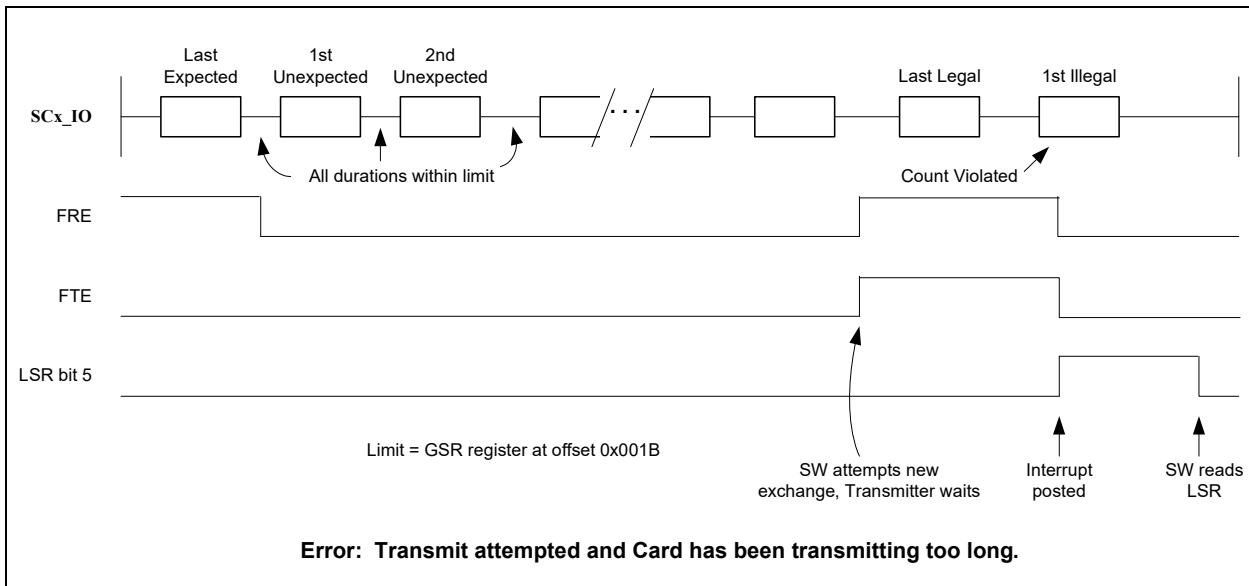 Last
Expected
1st
Unexpected
2nd
Unexpected
Last Legal
1st Illegal
SCx_IO
. . .
All durations within limit
Count Violated
FRE
FTE
LSR bit 5
Limit = GSR register at offset 0x001B
SW attempts new
exchange, Transmitter waits
Interrupt
posted
SW reads
LSR
Error: Transmit attempted and Card has been transmitting too long.